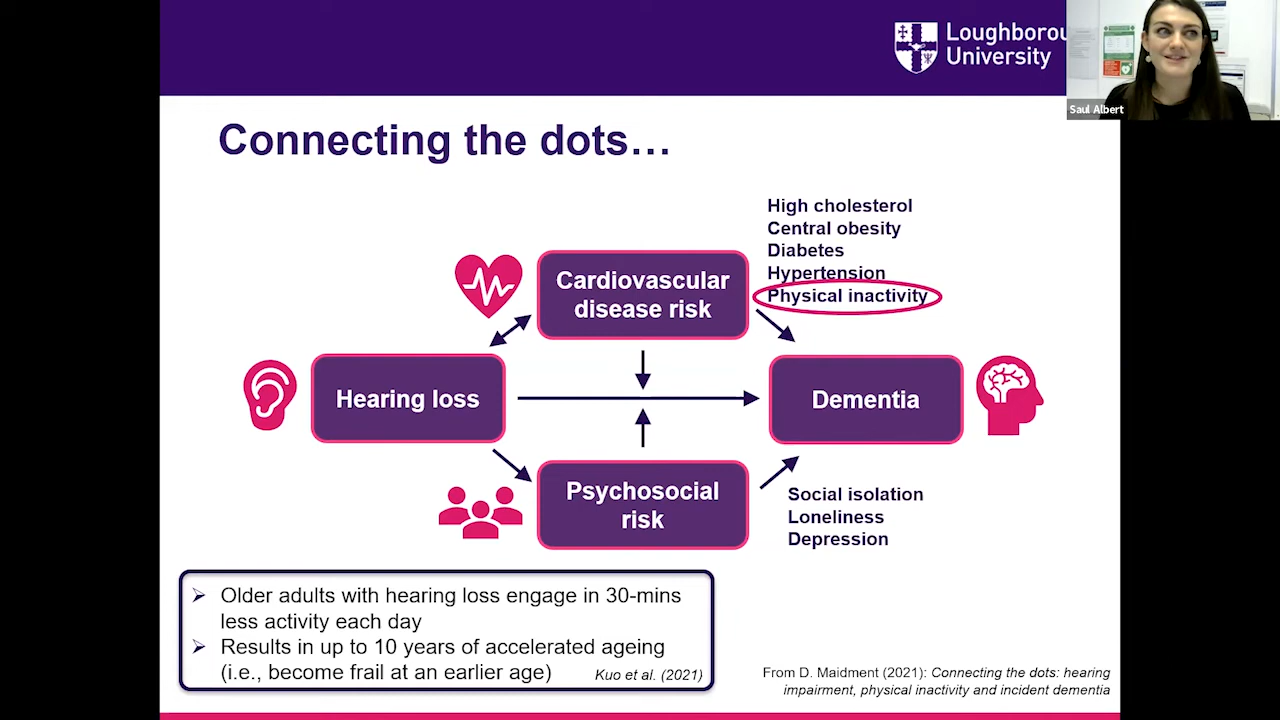 Loughborou
University
Saul Albert
Connecting the dots…
High cholesterol
Central obesity
Diabetes
Hypertension
Physical inactivity
Cardiovascular
disease risk
Hearing loss
Dementia
Psychosocial
risk
Social isolation
Loneliness
Depression
Older adults with hearing loss engage in 30-mins
less activity each day
Results in up to 10 years of accelerated ageing
(i.e., become frail at an earlier age) Kuo et al. (2021)
From D. Maidment (2021): Connecting the dots: hearing
impairment, physical inactivity and incident dementia